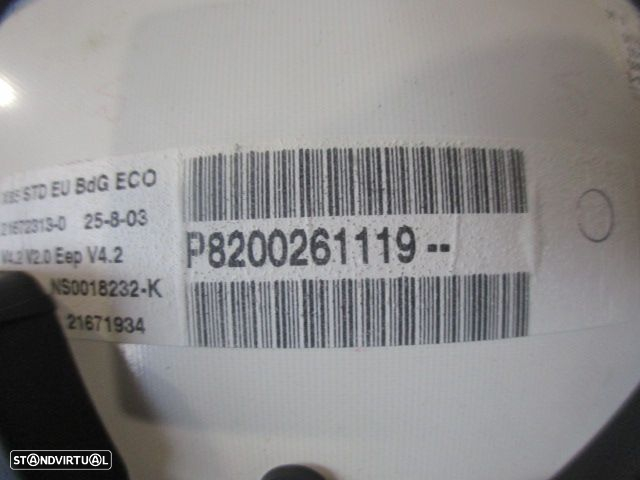 STD EU BdG ECO
21672313-0 25-8-03
V4.2 V2.0 Eep V4.2
NS0018232-K
21671934
P8200261119--
STANDVIRTUAL